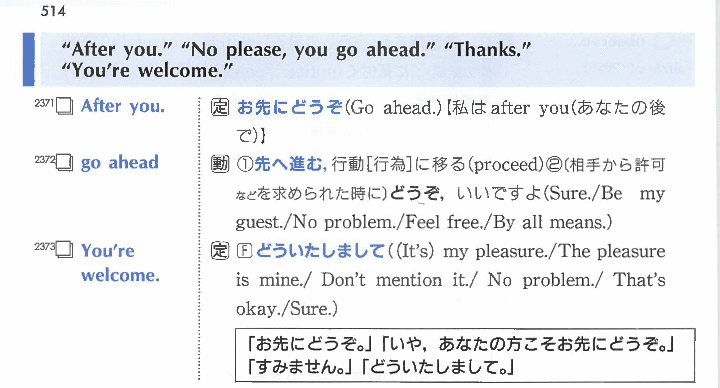 514
“After you.” “No please, you go ahead.” “Thanks.”
“You’re welcome.”
2371□ After you. 定 お先にどうぞ(Go ahead.)【私は after you(あなたの後
で)】
2372□ go ahead 動 ①先へ進む, 行動[行為]に移る(proceed)②(相手から許可
などを求められた時に)どうぞ, いいですよ(Sure./Be my
guest./No problem./Feel free./By all means.)
2373□ You’re 定 Fどういたしまして((It’s) my pleasure./The pleasure
welcome. is mine./ Don’t mention it./ No problem./ That’s
okay./Sure.)
「お先にどうぞ。」「いや, あなたの方こそお先にどうぞ。」
「すみません。」「どういたしまして。」